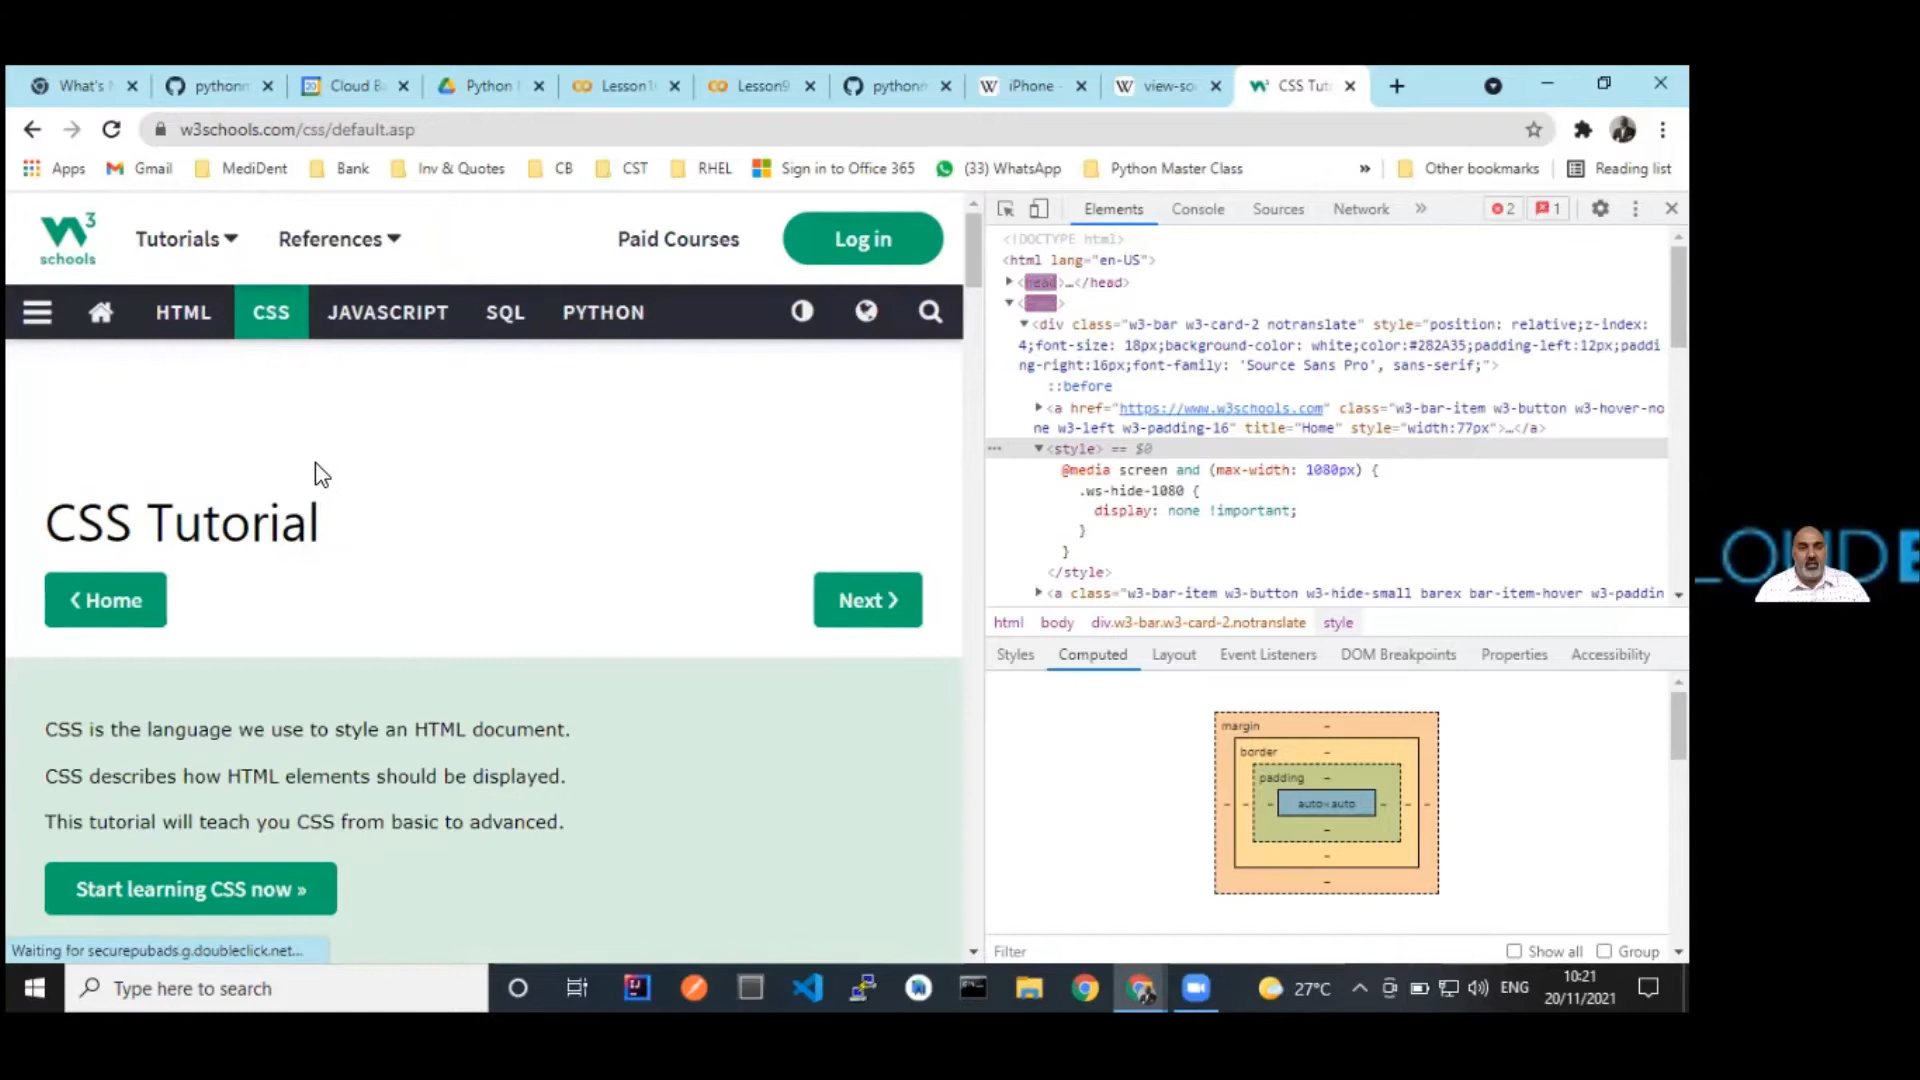 What's
pythonm
Cloud B
Python
Lesson1
Lesson9
python
iPhone -
view-so
CSS Tut
w3schools.com/css/default.asp
Apps
Gmail
MediDent
Bank
Inv & Quotes
CB
CST
RHEL
Sign in to Office 365
(33) WhatsApp
Python Master Class
»
Other bookmarks
Reading list
W3
schools
Tutorials
References
Paid Courses
Log in
HTML
CSS
JAVASCRIPT
SQL
PYTHON
CSS Tutorial
❮ Home
Next ❯
CSS is the language we use to style an HTML document.
CSS describes how HTML elements should be displayed.
This tutorial will teach you CSS from basic to advanced.
Start learning CSS now »
Waiting for securepubads.g.doubleclick.net...
Elements
Console
Sources
Network
»
2
1
<!DOCTYPE html>
<html lang="en-US">
<head>…</head>
<div class="w3-bar w3-card-2 notranslate" style="position: relative;z-index:
4;font-size: 18px;background-color: white;color:#282A35;padding-left:12px;paddi
ng-right:16px;font-family: 'Source Sans Pro', sans-serif;">
::before
<a href="https://www.w3schools.com" class="w3-bar-item w3-button w3-hover-no
ne w3-left w3-padding-16" title="Home" style="width:77px">…</a>
<style> == $0
@media screen and (max-width: 1080px) {
.ws-hide-1080 {
display: none !important;
}
}
</style>
<a class="w3-bar-item w3-button w3-hide-small barex bar-item-hover w3-paddin
html
body
div.w3-bar.w3-card-2.notranslate
style
Styles
Computed
Layout
Event Listeners
DOM Breakpoints
Properties
Accessibility
margin -
border -
padding -
auto×auto
Filter
Show all
Group
Type here to search
27°C
ENG
10:21
20/11/2021
LOUD